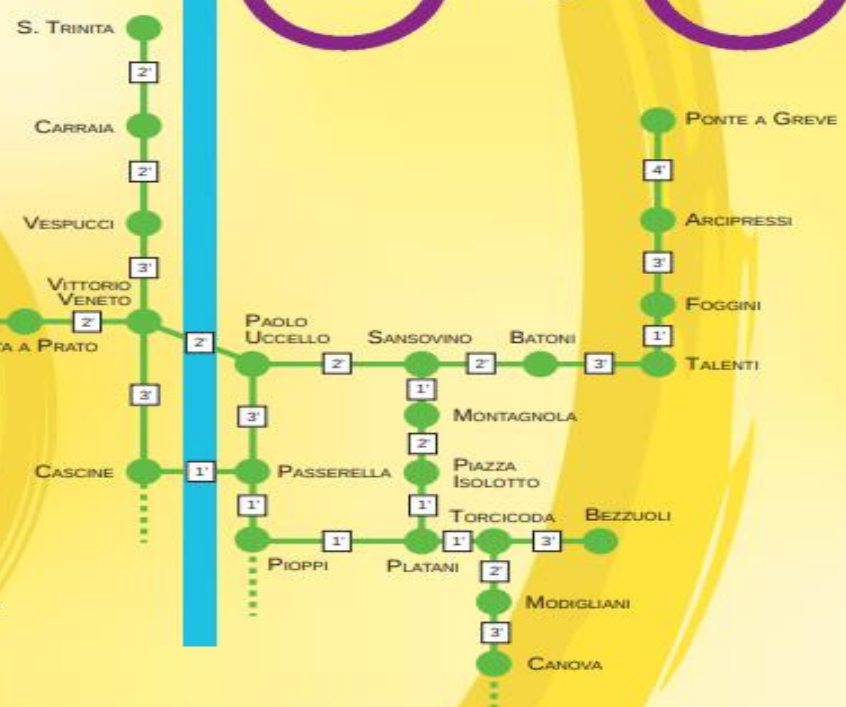 S. TRINITA
2'
CARRAIA
PONTE A GREVE
4'
2'
VESPUCCI
ARCIPRESSI
3'
3'
VITTORIO
VENETO
FOGGINI
2'
A PRATO
2'
PAOLO
UCCELLO
SANSOVINO
BATONI
1'
2'
2'
3'
TALENTI
3'
1'
3'
MONTAGNOLA
2'
CASCINE
1'
PASSERELLA
PIAZZA
ISOLOTTO
1'
1'
TORCICODA
BEZZUOLI
1'
1'
3'
PIOPPI
PLATANI
2'
MODIGLIANI
3'
CANOVA